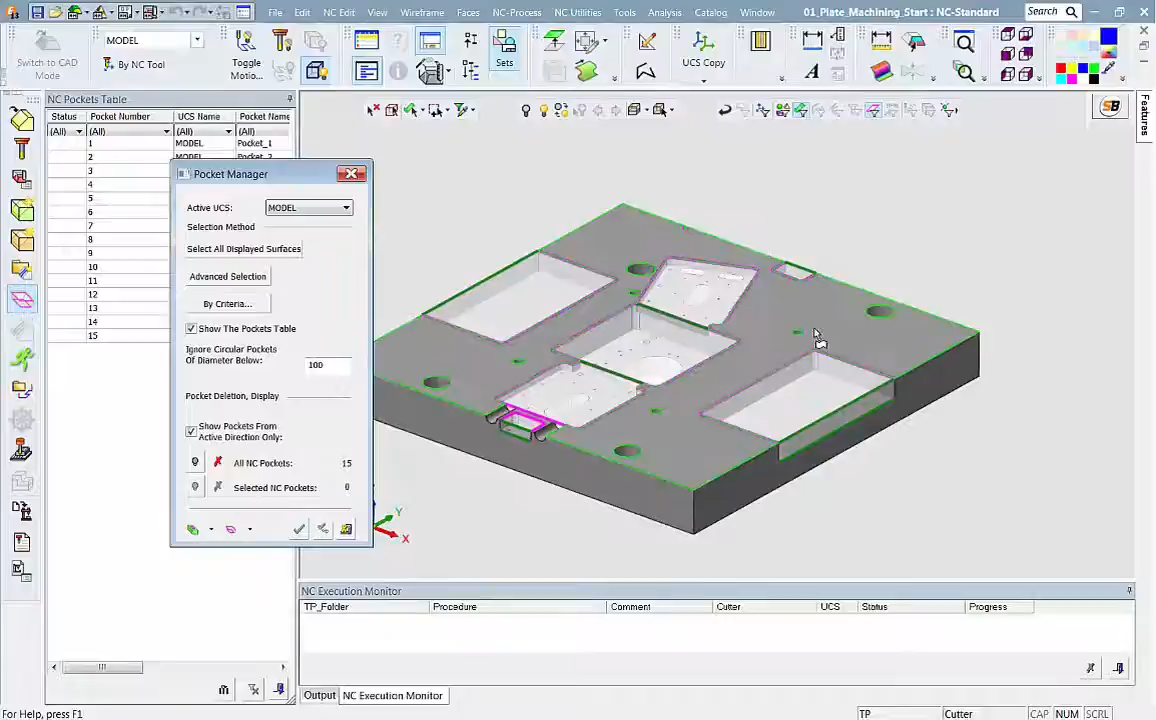 File Edit NC Edit View Wireframe Faces NC-Process NC Utilities Tools Analysis Catalog Window 01_Plate_Machining_Start : NC-Standard Search
MODEL
By NC Tool
Switch to CAD Mode
Toggle Motion...
Sets
UCS Copy
NC Pockets Table
Status Pocket Number UCS Name Pocket Name
(All) (All) (All) (All)
1 MODEL Pocket_1
2 MODEL Pocket_2
3
4
5
6
7
8
9
10
11
12
13
14
15
Pocket Manager
Active UCS: MODEL
Selection Method
Select All Displayed Surfaces
Advanced Selection
By Criteria...
Show The Pockets Table
Ignore Circular Pockets
Of Diameter Below: 100
Pocket Deletion, Display
Show Pockets From
Active Direction Only:
All NC Pockets: 15
Selected NC Pockets: 0
Y
X
SB
Features
NC Execution Monitor
TP_Folder Procedure Comment Cutter UCS Status Progress
Output NC Execution Monitor
For Help, press F1
TP Cutter CAP NUM SCRL